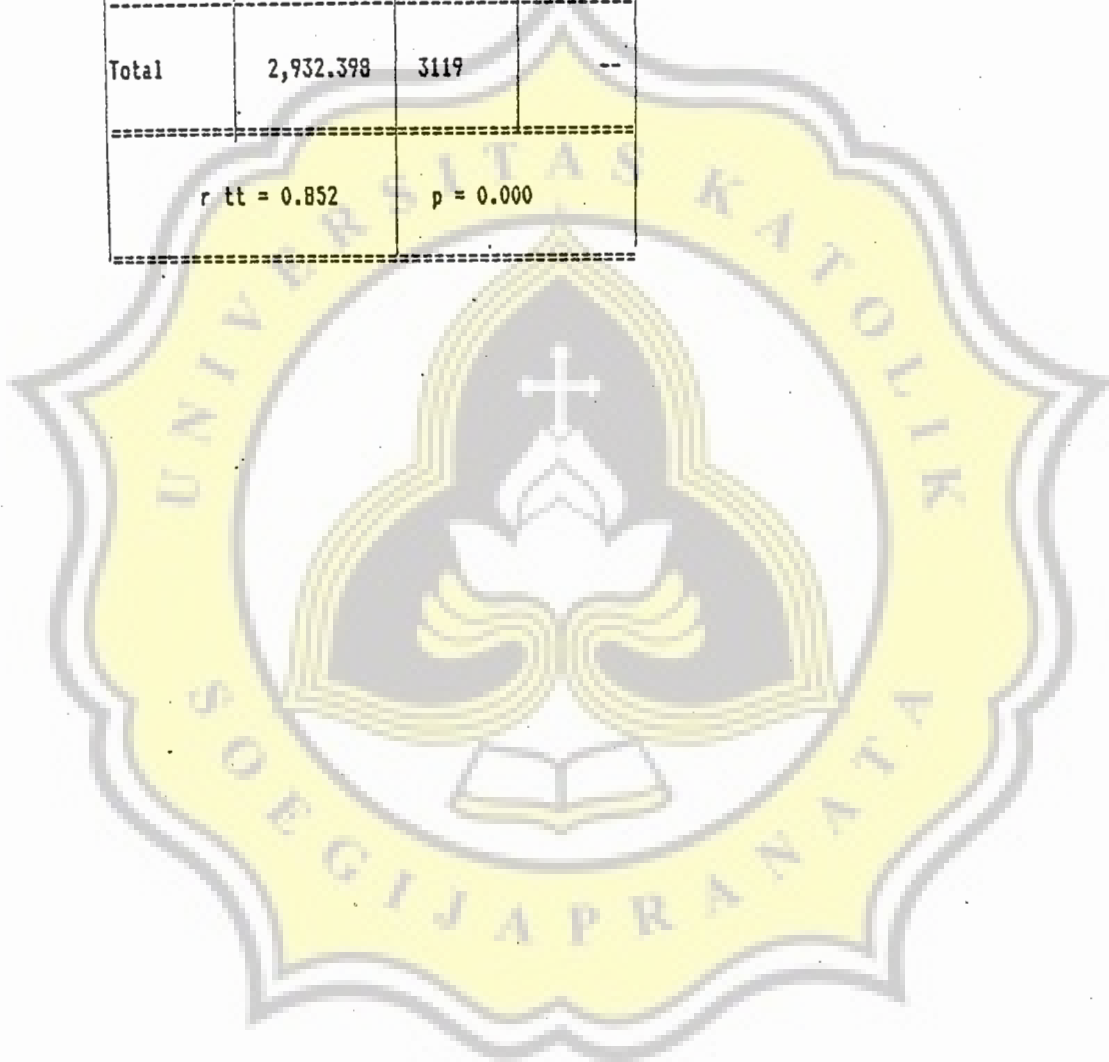 Total 2,932.398 3119 --
r tt = 0.852 p = 0.000
UNIVERSITAS KATOLIK
SOEGIJAPRANATA